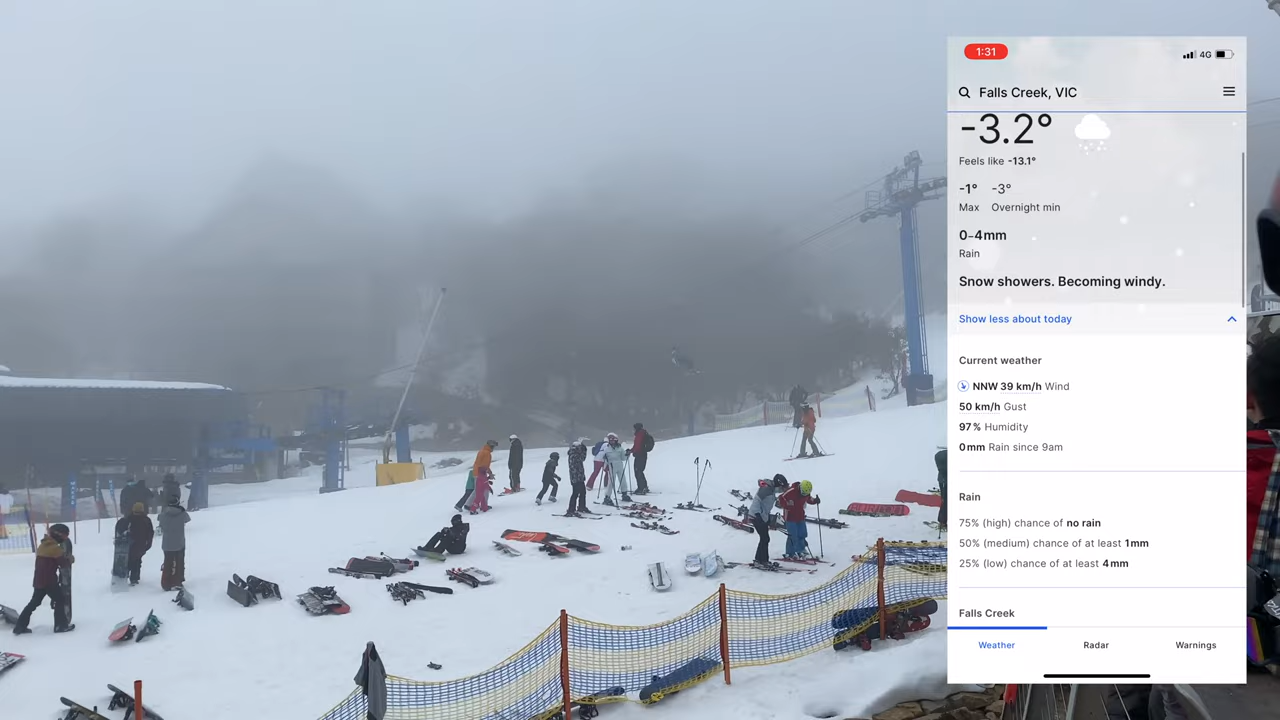 1:31
4G
Falls Creek, VIC
-3.2°
Feels like -13.1°
-1° -3°
Max Overnight min
0-4mm
Rain
Snow showers. Becoming windy.
Show less about today
Current weather
NNW 39 km/h Wind
50 km/h Gust
97% Humidity
0mm Rain since 9am
Rain
75% (high) chance of no rain
50% (medium) chance of at least 1mm
25% (low) chance of at least 4mm
Falls Creek
Weather Radar Warnings